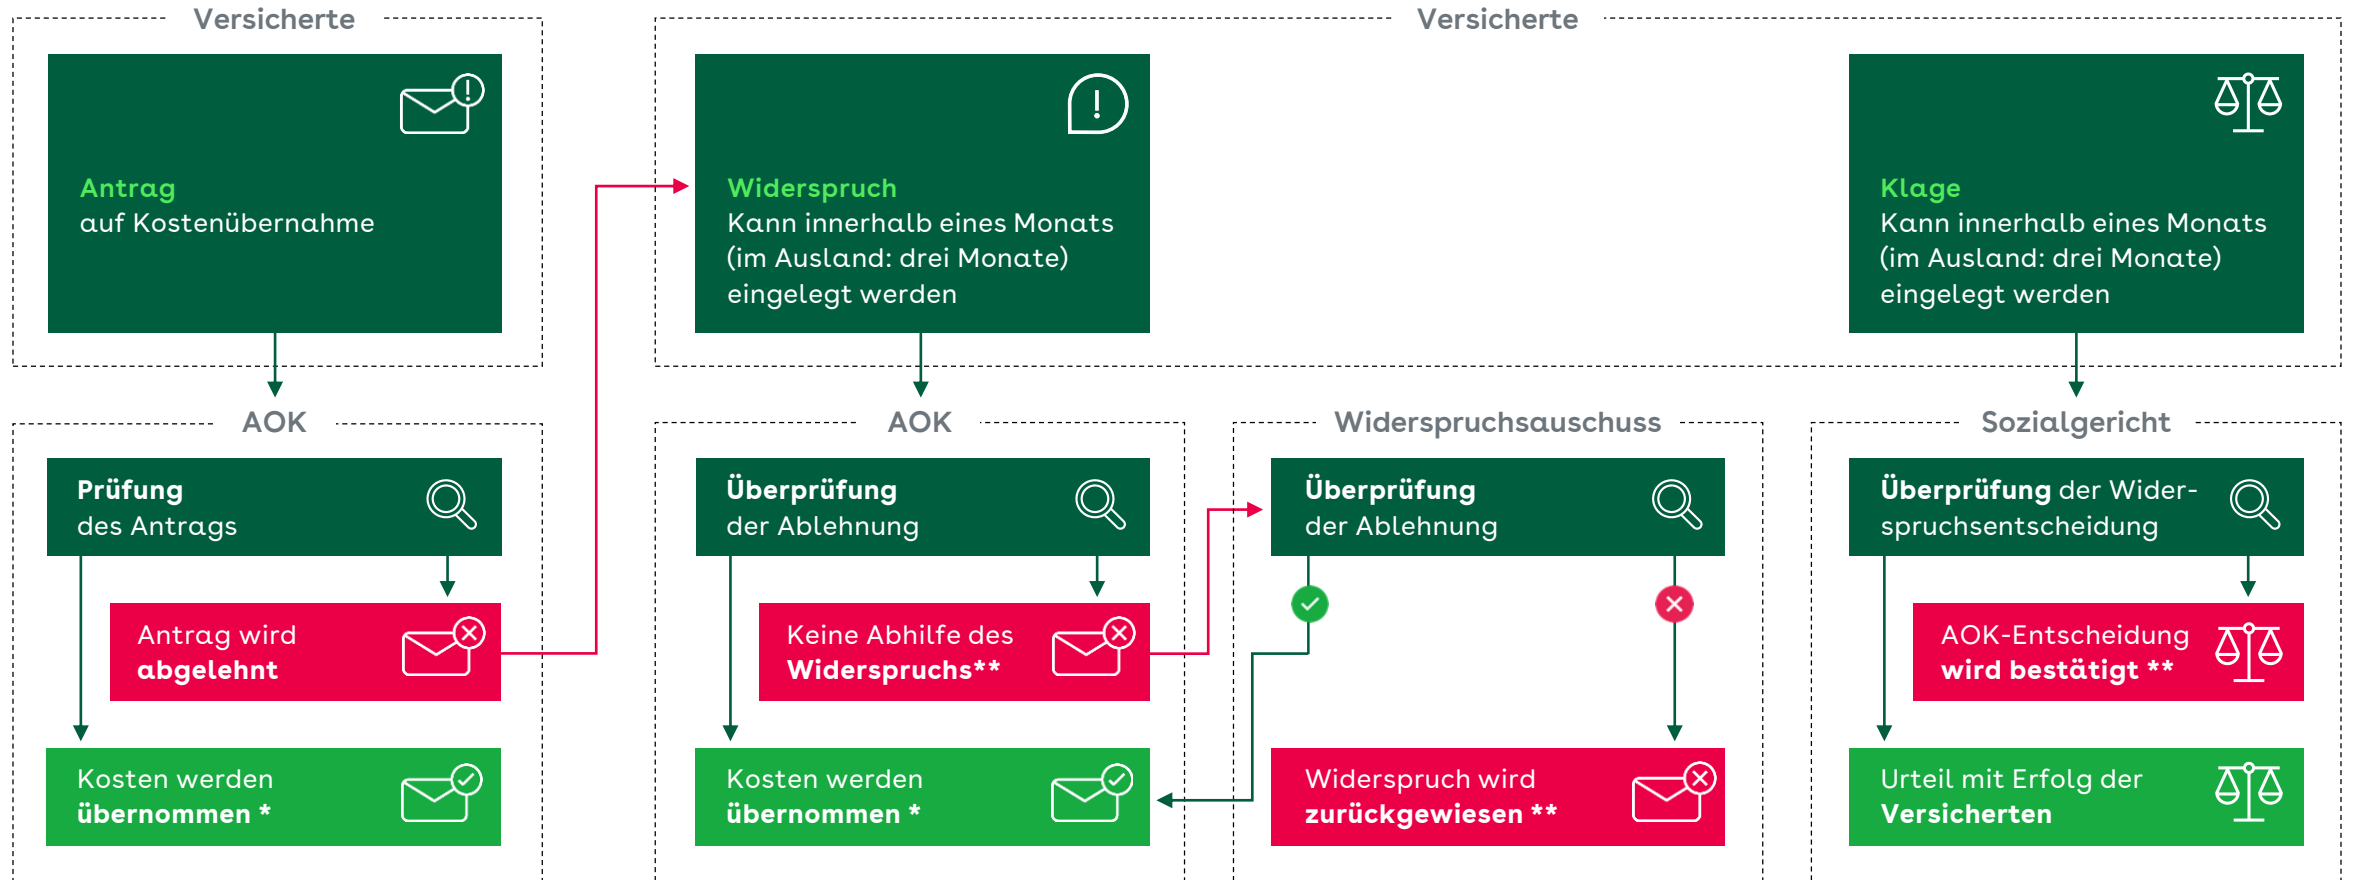 Versicherte
Antrag
auf Kostenübernahme
Versicherte
Widerspruch
Kann innerhalb eines Monats
(im Ausland: drei Monate)
eingelegt werden
Klage
Kann innerhalb eines Monats
(im Ausland: drei Monate)
eingelegt werden
AOK
Prüfung
des Antrags
Antrag wird
abgelehnt
Kosten werden
übernommen *
AOK
Überprüfung
der Ablehnung
Keine Abhilfe des
Widerspruchs**
Kosten werden
übernommen *
Widerspruchsauschuss
Überprüfung
der Ablehnung
Widerspruch wird
zurückgewiesen **
Sozialgericht
Überprüfung der Wider-
spruchsentscheidung
AOK-Entscheidung
wird bestätigt **
Urteil mit Erfolg der
Versicherten